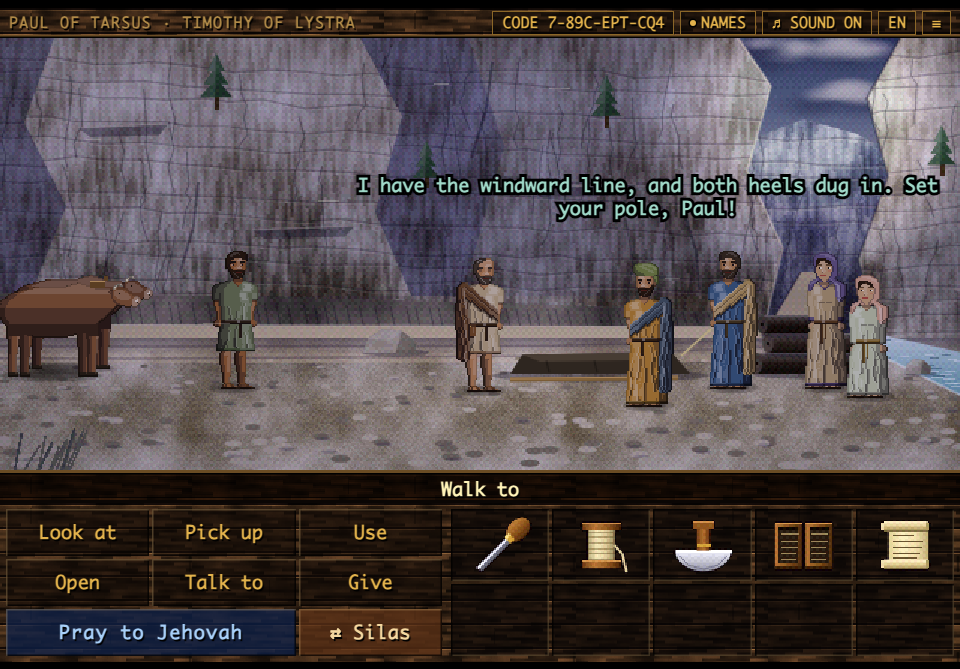 PAUL OF TARSUS · TIMOTHY OF LYSTRA
CODE 7-89C-EPT-CQ4
• NAMES
♬ SOUND ON
EN
≡
I have the windward line, and both heels dug in. Set
your pole, Paul!
Walk to
Look at
Pick up
Use
Open
Talk to
Give
Pray to Jehovah
⇄ Silas